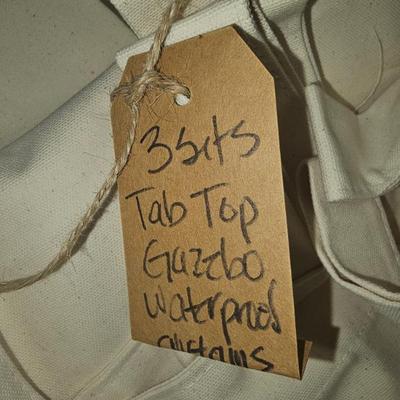 3 sets
Tab Top
Gazebo
waterproof
curtains